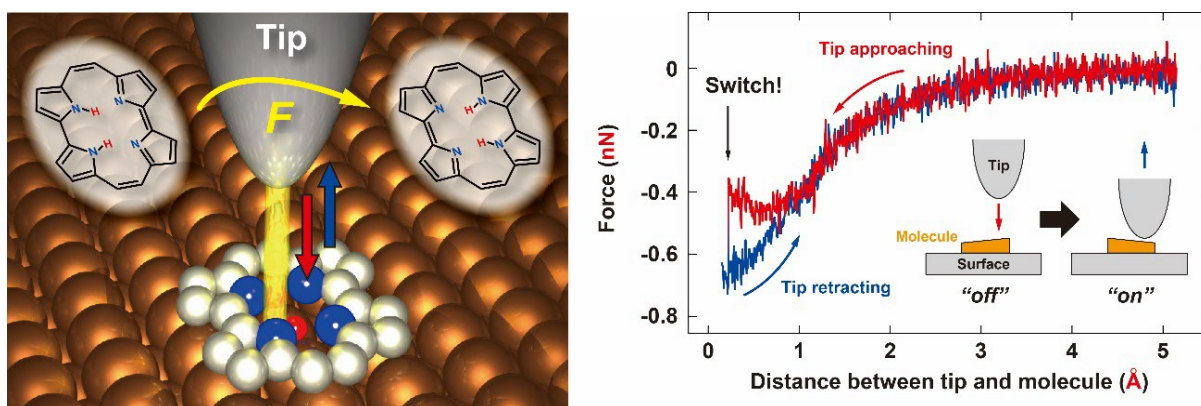 Tip
F
N
H
N
H
N
N
N
H
N
N
H
N
Tip approaching
Switch!
Tip
Molecule
Surface
"off"
"on"
Tip retracting
Force (nN)
0
-0.2
-0.4
-0.6
-0.8
0
1
2
3
4
5
Distance between tip and molecule (Å)